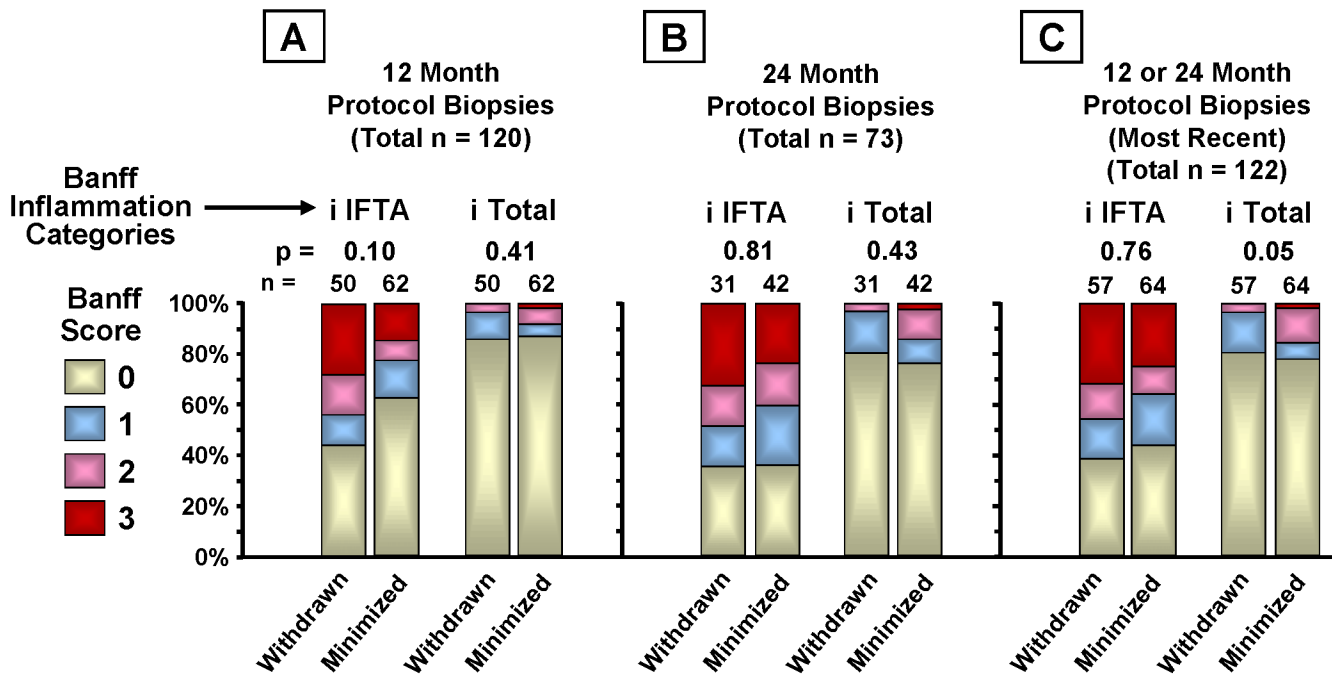 A
12 Month
Protocol Biopsies
(Total n = 120)
B
24 Month
Protocol Biopsies
(Total n = 73)
C
12 or 24 Month
Protocol Biopsies
(Most Recent)
(Total n = 122)
Banff
Inflammation
Categories
i IFTA i Total
i IFTA i Total
i IFTA i Total
p = 0.10 0.41 0.81 0.43 0.76 0.05
n = 50 62 50 62 31 42 31 42 57 64 57 64
Banff
Score
0
1
2
3
100%
80%
60%
40%
20%
0%
Withdrawn
Minimized
Withdrawn
Minimized
Withdrawn
Minimized
Withdrawn
Minimized
Withdrawn
Minimized
Withdrawn
Minimized